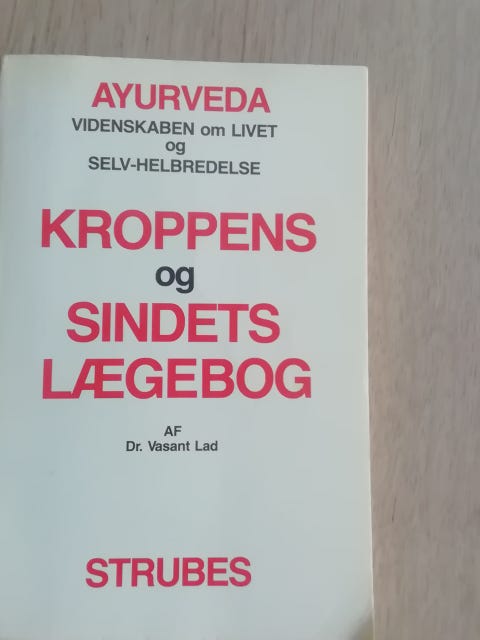 AYURVEDA
VIDENSKABEN om LIVET
og
SELV-HELBREDELSE
KROPPENS
og
SINDETS
LÆGEBOG
AF
Dr. Vasant Lad
STRUBES